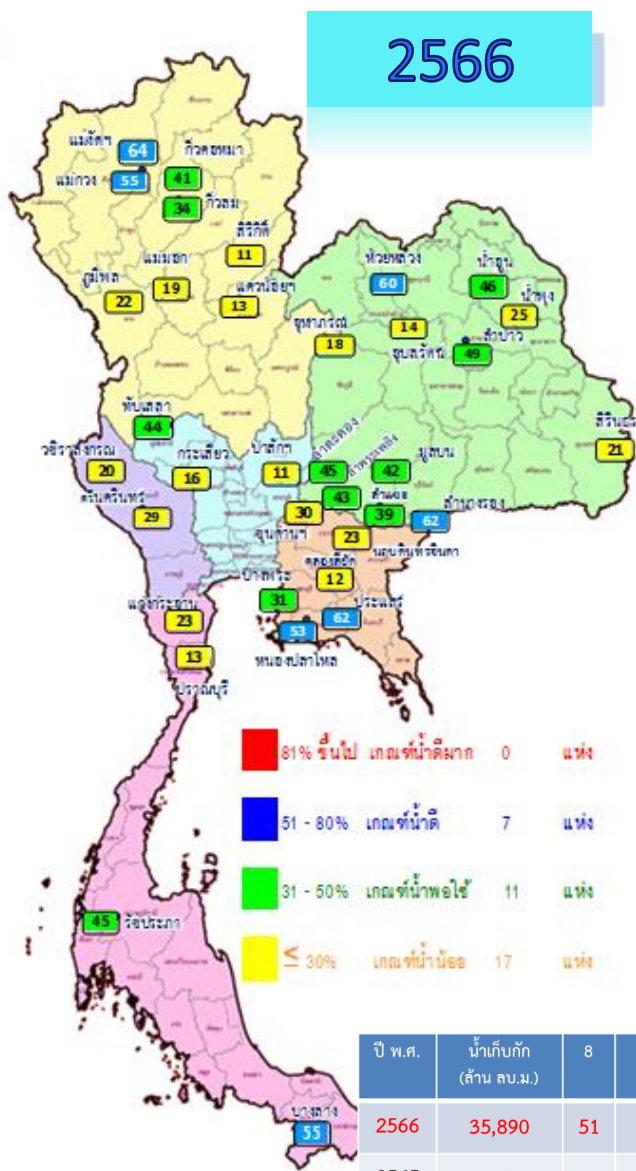 2566
แม่งัดฯ
64
กิ่วคอหมา
แม่กวง
55
41
34
กิ่วลม
สิริกิติ์
11
ภูมิพล
22
แม่มอก
19
แควน้อยฯ
13
ห้วยหลวง
60
น้ำอูน
46
น้ำพุง
25
จุฬาภรณ์
18
14
อุบลรัตน์
ลำปาว
49
สิรินธร
21
ทับเสลา
44
วชิราลงกรณ
20
กระเสียว
16
ป่าสักฯ
11
ลำตะคอง
45
ลำพระเพลิง
43
มูลบน
42
ลำแชะ
39
ลำนางรอง
62
ศรีนครินทร์
29
ขุนด่านฯ
30
23
นฤบดินทรจินดา
คลองสียัด
12
บางพระ
31
ประแสร์
62
53
หนองปลาไหล
แก่งกระจาน
23
13
ปราณบุรี
81% ขึ้นไป เกณฑ์น้ำดีมาก 0 แห่ง
51 - 80% เกณฑ์น้ำดี 7 แห่ง
31 - 50% เกณฑ์น้ำพอใช้ 11 แห่ง
≤ 30% เกณฑ์น้ำน้อย 17 แห่ง
45
รัชชประภา
บางลาง
55
ปี พ.ศ. น้ำเก็บกัก 8
(ล้าน ลบ.ม.)
2566 35,890 51